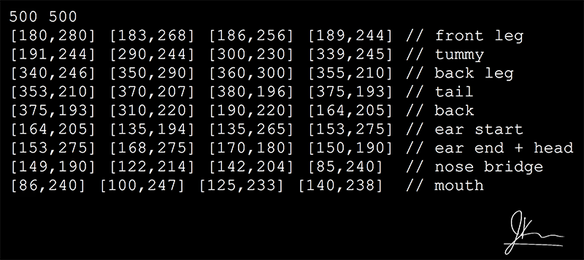 500 500
[180,280] [183,268] [186,256] [189,244] // front leg
[191,244] [290,244] [300,230] [339,245] // tummy
[340,246] [350,290] [360,300] [355,210] // back leg
[353,210] [370,207] [380,196] [375,193] // tail
[375,193] [310,220] [190,220] [164,205] // back
[164,205] [135,194] [135,265] [153,275] // ear start
[153,275] [168,275] [170,180] [150,190] // ear end + head
[149,190] [122,214] [142,204] [85,240] // nose bridge
[86,240] [100,247] [125,233] [140,238] // mouth